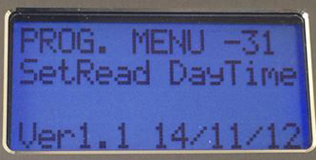 PROG. MENU -31
SetRead DayTime
Ver1.1 14/11/12